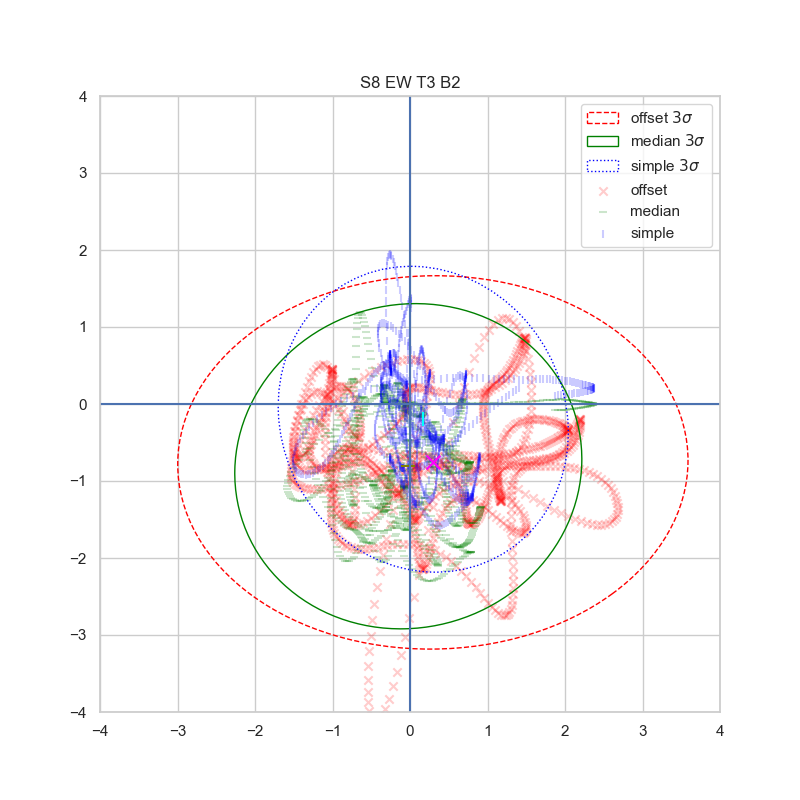 S8 EW T3 B2
offset 3σ
median 3σ
simple 3σ
offset
median
simple
4
3
2
1
0
−1
−2
−3
−4
−4 −3 −2 −1 0 1 2 3 4